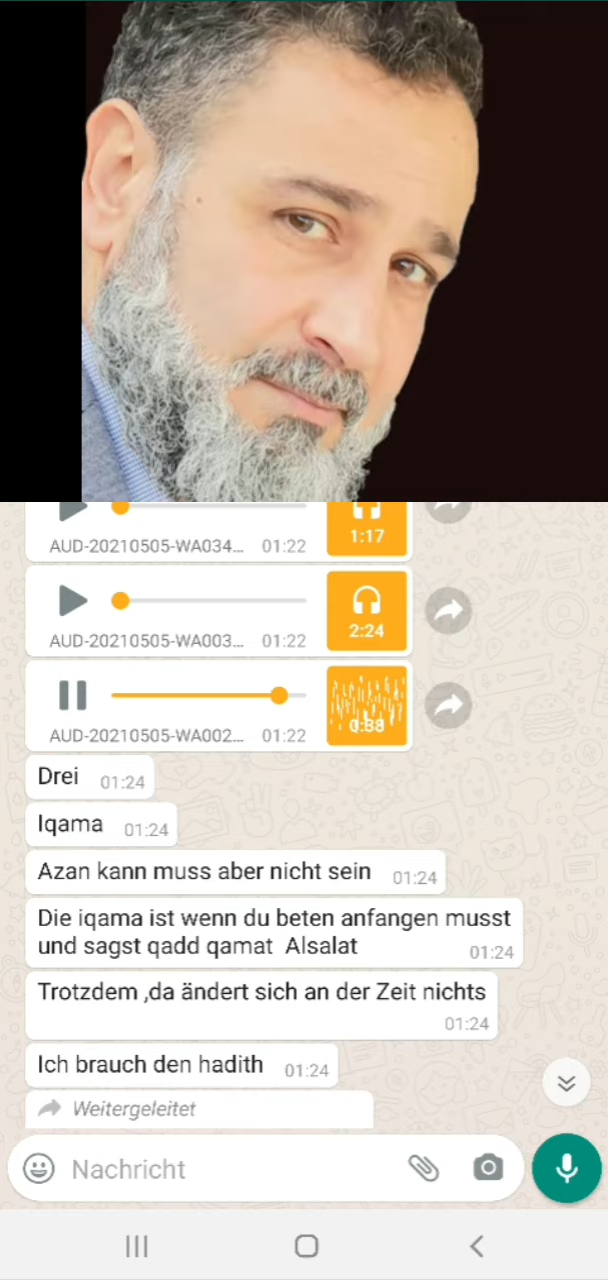 1:17
AUD-20210505-WA034... 01:22
2:24
AUD-20210505-WA003... 01:22
0:38
AUD-20210505-WA002... 01:22
Drei 01:24
Iqama 01:24
Azan kann muss aber nicht sein 01:24
Die iqama ist wenn du beten anfangen musst
und sagst qadd qamat Alsalat 01:24
Trotzdem ,da ändert sich an der Zeit nichts
01:24
Ich brauch den hadith 01:24
Weitergeleitet
Nachricht